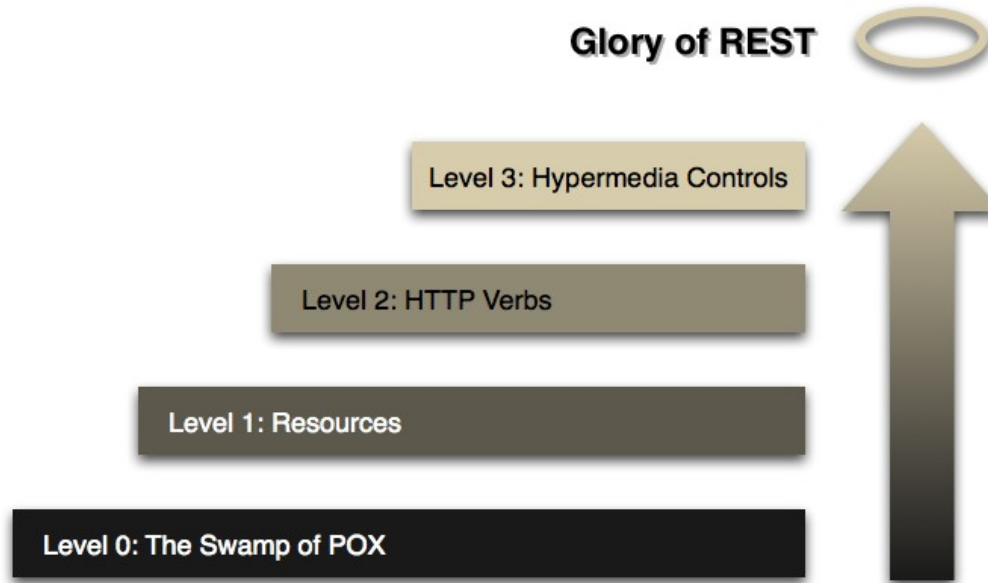 Glory of REST
Level 3: Hypermedia Controls
Level 2: HTTP Verbs
Level 1: Resources
Level 0: The Swamp of POX